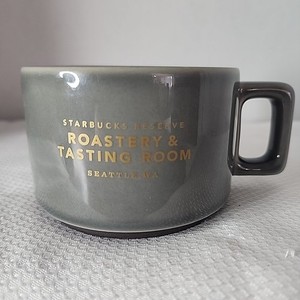 STARBUCKS RESERVE
ROASTERY &
TASTING ROOM
SEATTLE, WA